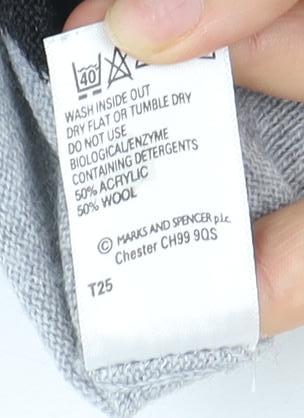 40
WASH INSIDE OUT
DRY FLAT OR TUMBLE DRY
DO NOT USE
BIOLOGICAL/ENZYME
CONTAINING DETERGENTS
50% ACRYLIC
50% WOOL
© MARKS AND SPENCER p.l.c.
Chester CH99 9QS
T25